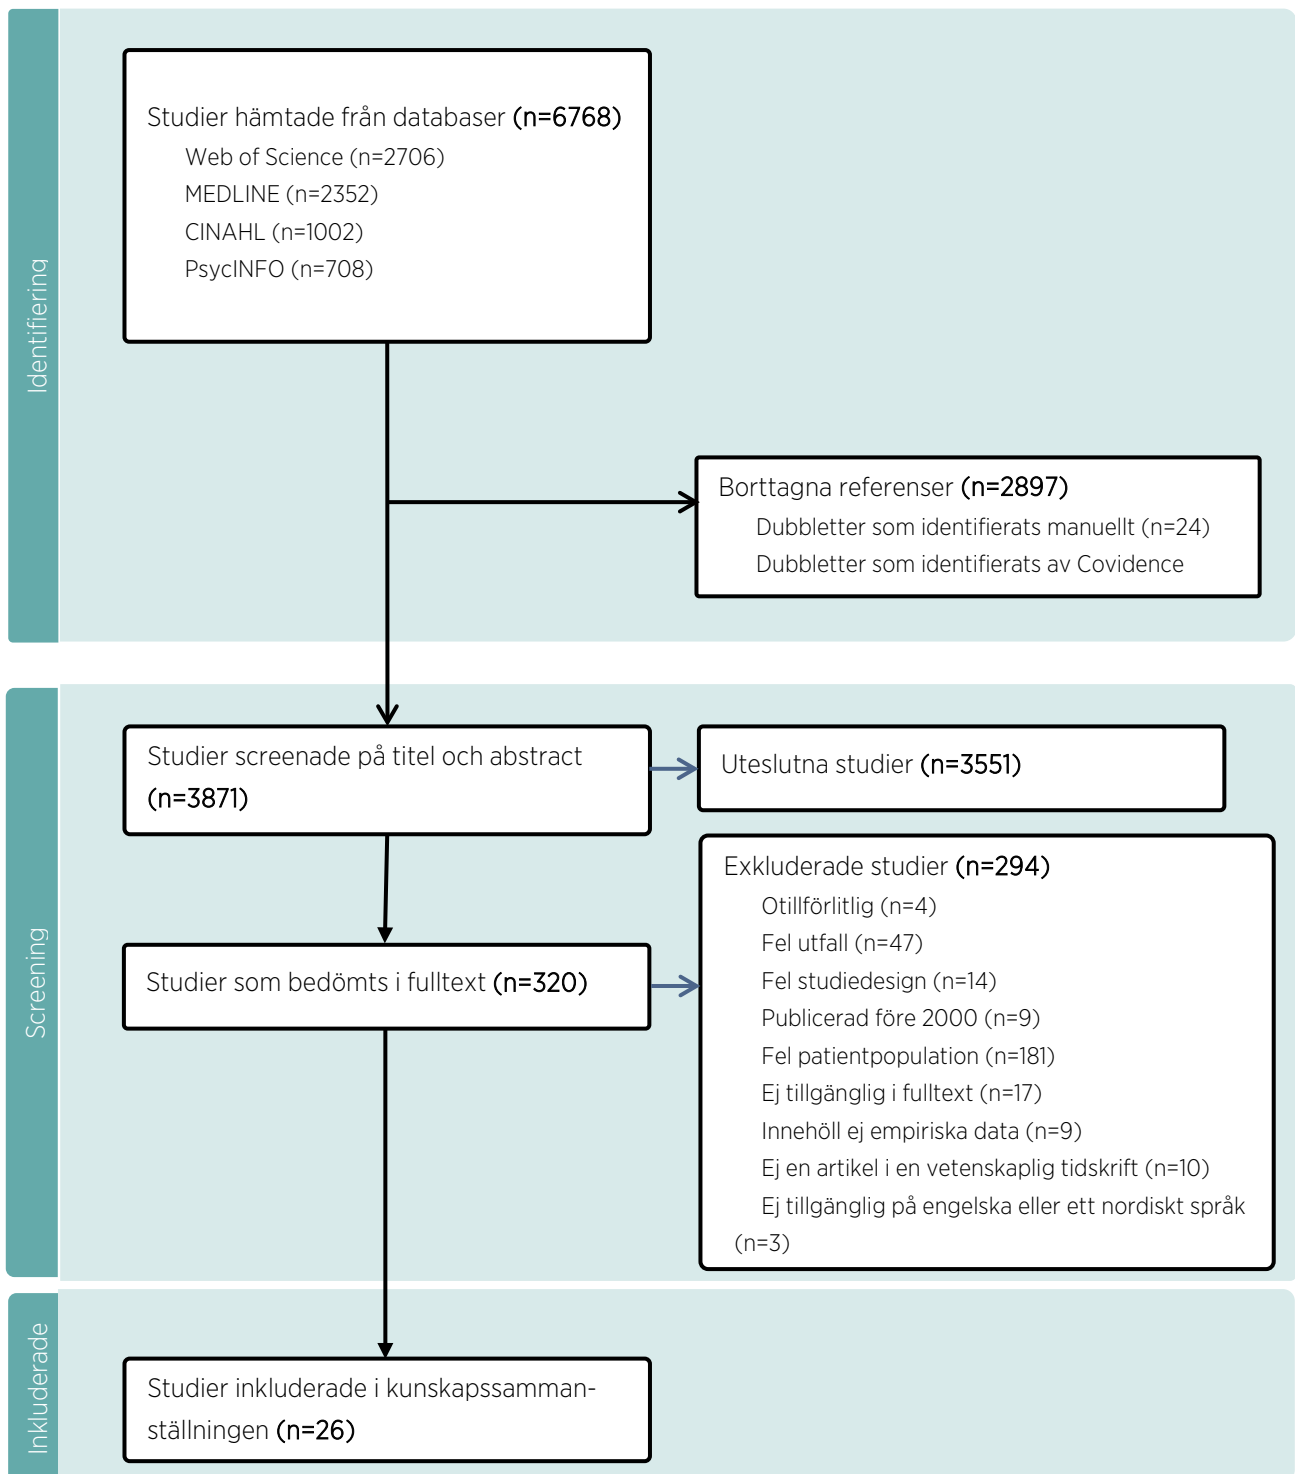 Identifiering
Studier hämtade från databaser (n=6768)
Web of Science (n=2706)
MEDLINE (n=2352)
CINAHL (n=1002)
PsycINFO (n=708)
Borttagna referenser (n=2897)
Dubbletter som identifierats manuellt (n=24)
Dubbletter som identifierats av Covidence
Screening
Studier screenade på titel och abstract
(n=3871)
Uteslutna studier (n=3551)
Studier som bedömts i fulltext (n=320)
Exkluderade studier (n=294)
Otillförlitlig (n=4)
Fel utfall (n=47)
Fel studiedesign (n=14)
Publicerad före 2000 (n=9)
Fel patientpopulation (n=181)
Ej tillgänglig i fulltext (n=17)
Innehöll ej empiriska data (n=9)
Ej en artikel i en vetenskaplig tidskrift (n=10)
Ej tillgänglig på engelska eller ett nordiskt språk
(n=3)
Inkluderade
Studier inkluderade i kunskapssamman-
ställningen (n=26)